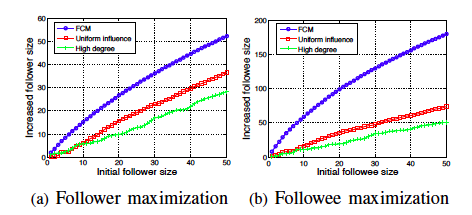 60
50
40
30
20
10
0
0 10 20 30 40 50
Increased follower size
Initial follower size
FCM
Uniform influence
High degree
(a) Follower maximization
200
150
100
50
0
0 10 20 30 40 50
Increased followee size
Initial followee size
FCM
Uniform influence
High degree
(b) Followee maximization